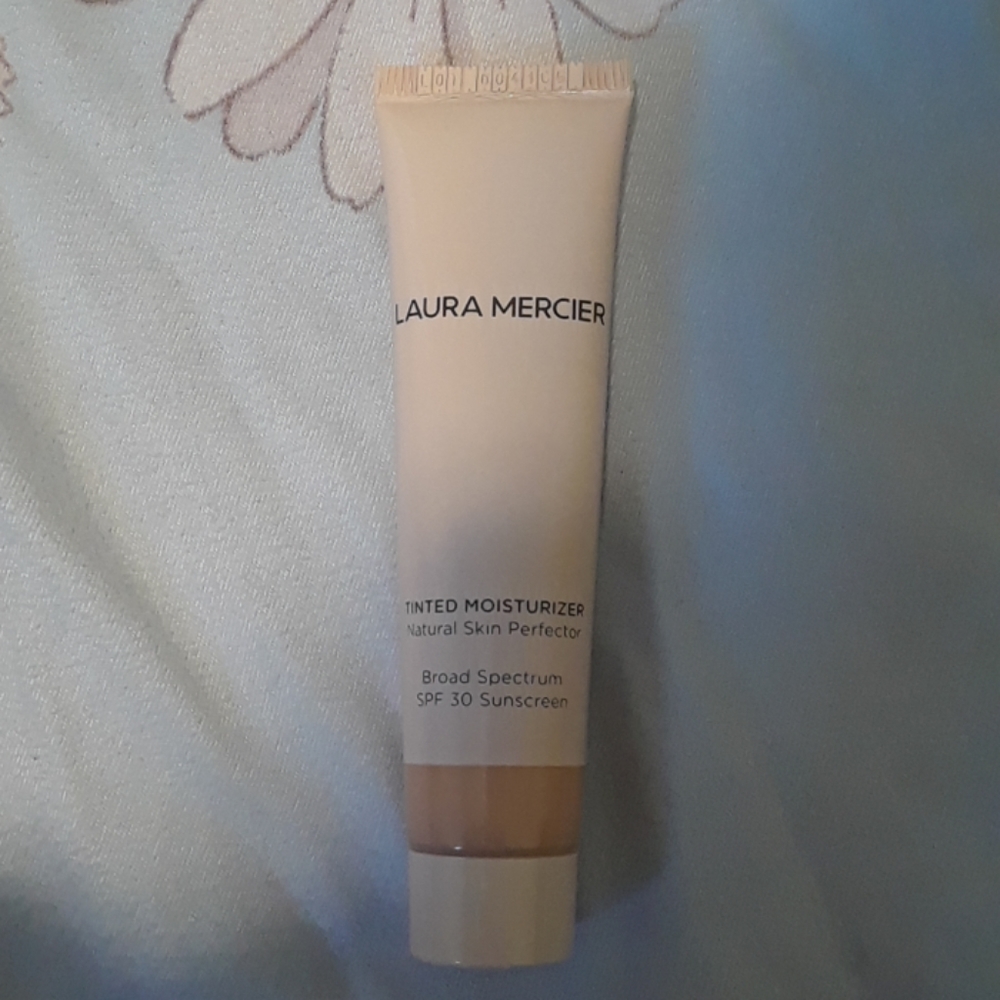 LAURA MERCIER
TINTED MOISTURIZER
Natural Skin Perfector
Broad Spectrum
SPF 30 Sunscreen